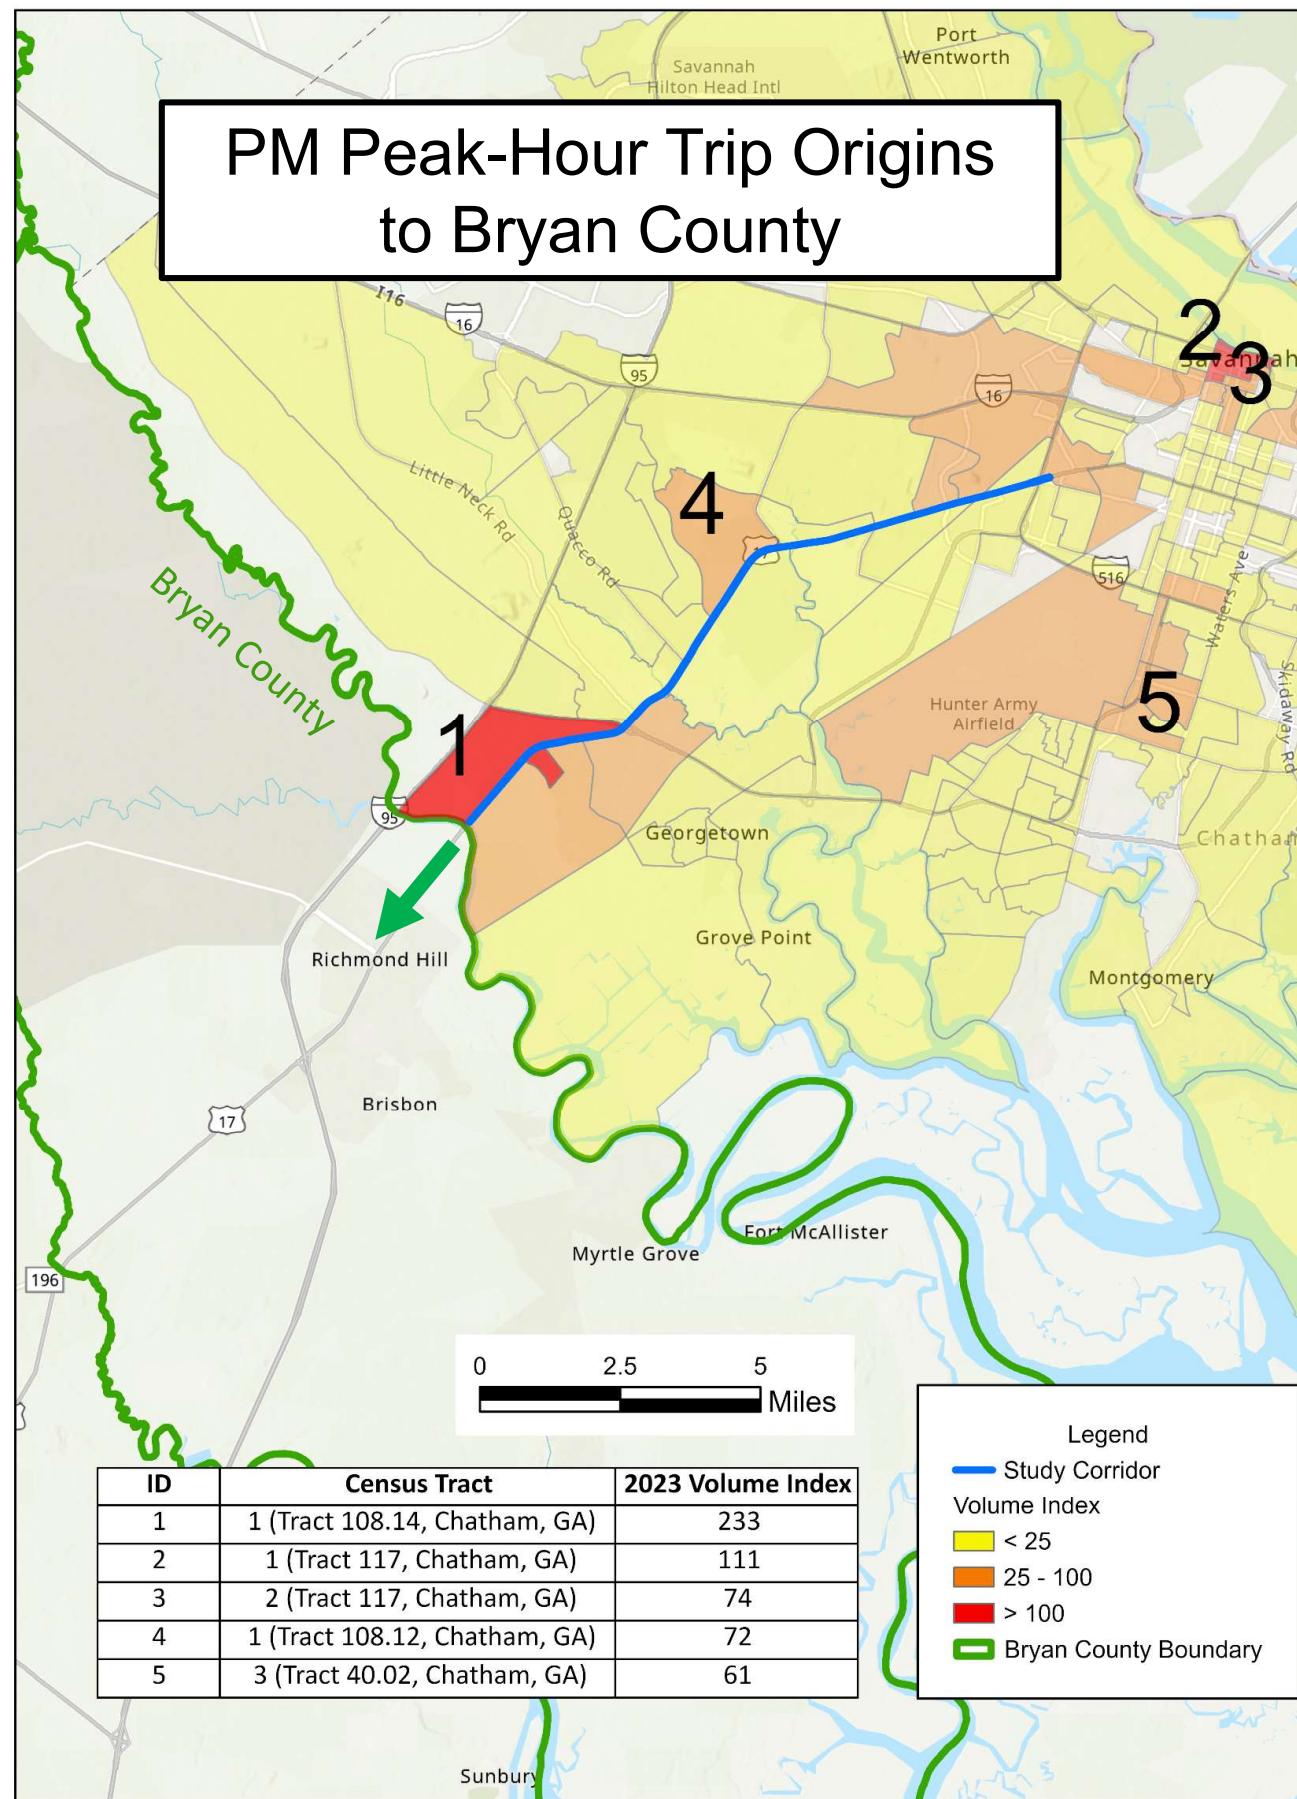 Port
Wentworth
Savannah
Hilton Head Intl
PM Peak-Hour Trip Origins
to Bryan County
I16
16
95
16
2
Savannah
3
Little Neck Rd
Quacco Rd
4
17
516
Waters Ave
Skidaway Rd
Bryan County
Hunter Army
Airfield
5
1
95
Georgetown
Chatham
Grove Point
Richmond Hill
Montgomery
Brisbon
17
Fort McAllister
Myrtle Grove
196
0 2.5 5
Miles
Legend
Study Corridor
Volume Index
< 25
25 - 100
> 100
Bryan County Boundary
ID Census Tract 2023 Volume Index
1 1 (Tract 108.14, Chatham, GA) 233
2 1 (Tract 117, Chatham, GA) 111
3 2 (Tract 117, Chatham, GA) 74
4 1 (Tract 108.12, Chatham, GA) 72
5 3 (Tract 40.02, Chatham, GA) 61
Sunbury